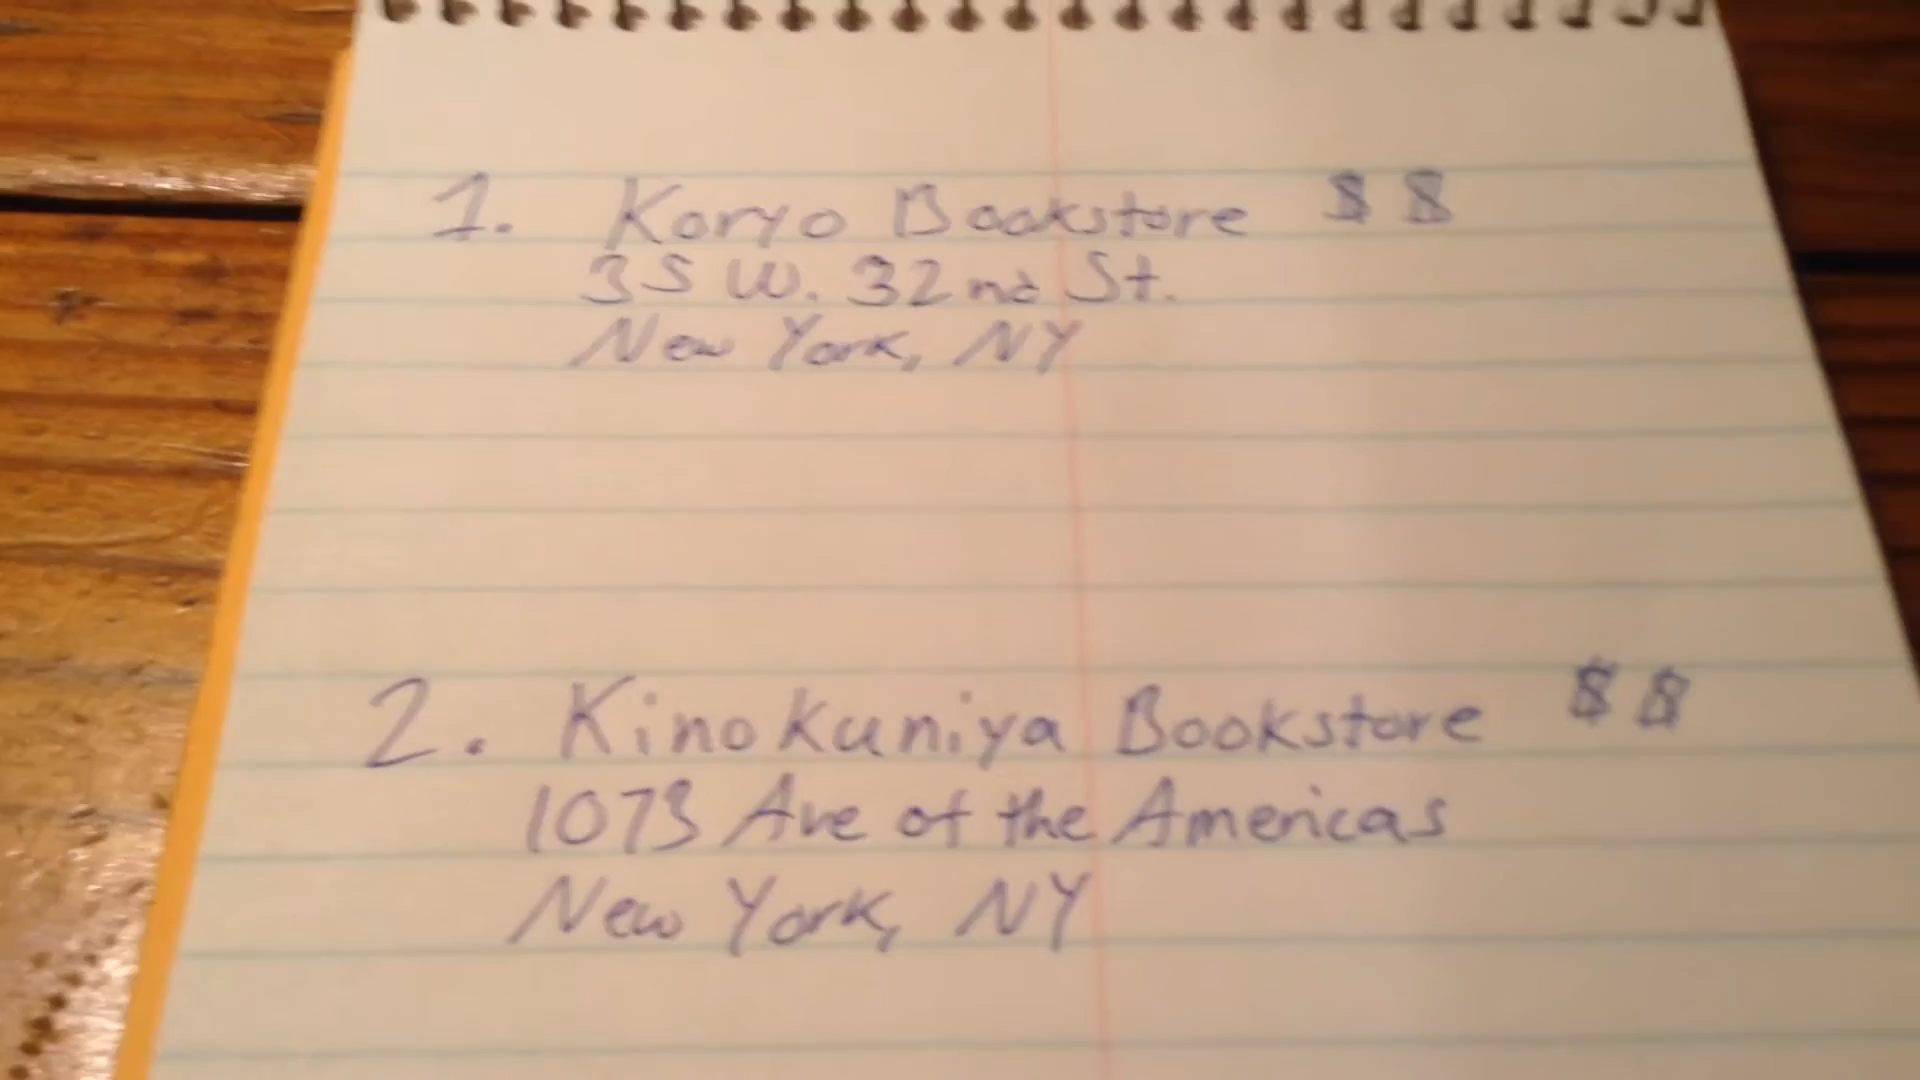 1. Koryo Bookstore $$
35 W. 32nd St.
New York, NY
2. Kinokuniya Bookstore $$
1073 Ave of the Americas
New York, NY